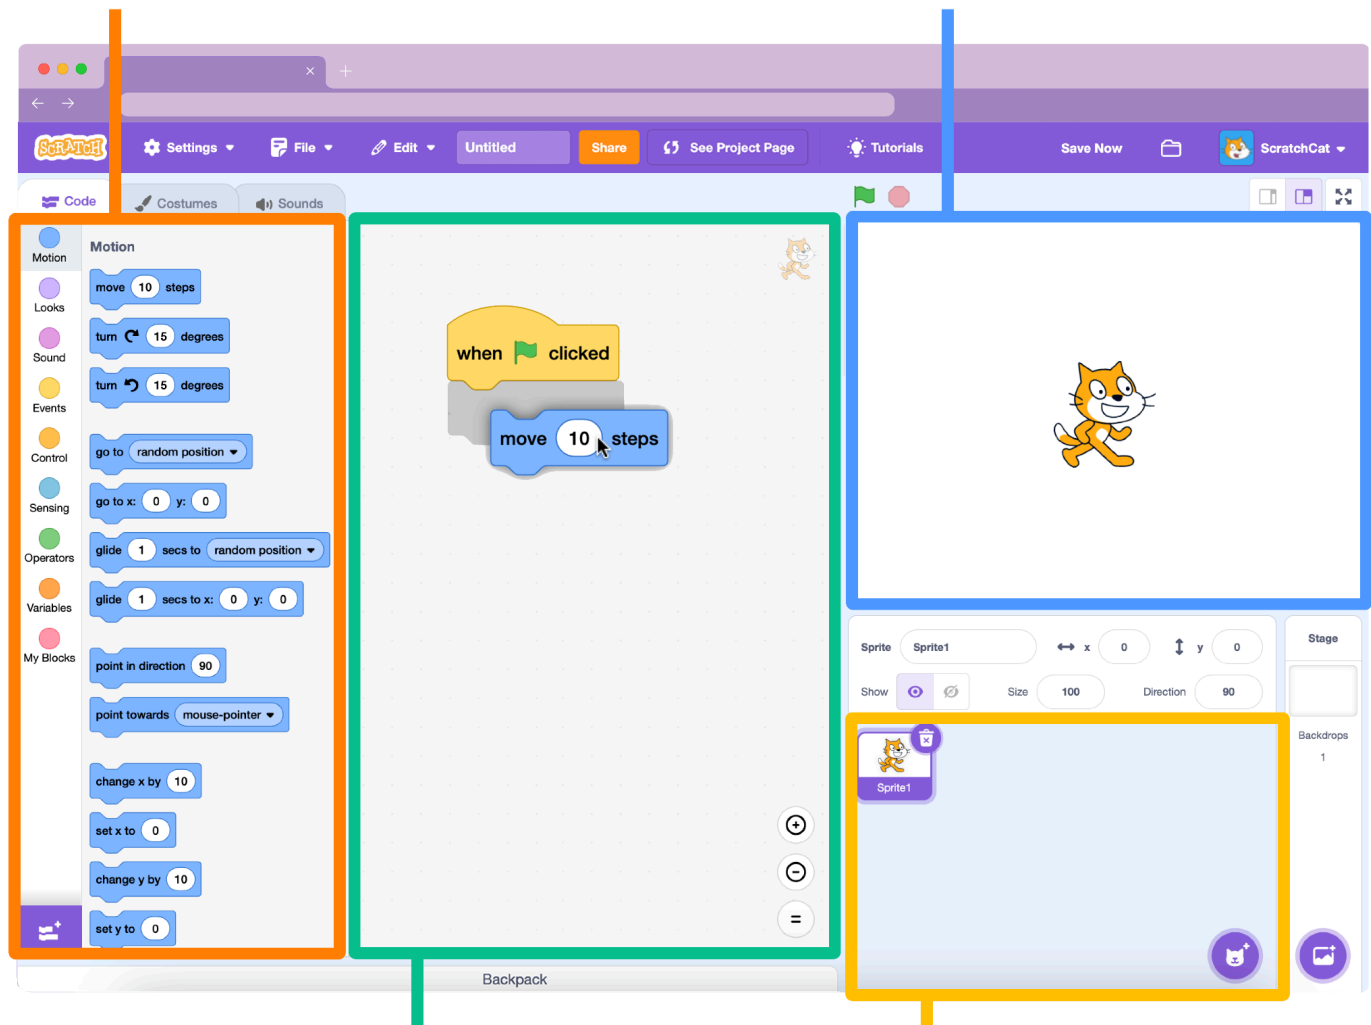 SCRATCH
Settings
File
Edit
Untitled
Share
See Project Page
Tutorials
Save Now
ScratchCat
Code
Costumes
Sounds
Motion
Looks
Sound
Events
Control
Sensing
Operators
Variables
My Blocks
Motion
move 10 steps
turn 15 degrees
turn 15 degrees
go to random position
go to x: 0 y: 0
glide 1 secs to random position
glide 1 secs to x: 0 y: 0
point in direction 90
point towards mouse-pointer
change x by 10
set x to 0
change y by 10
set y to 0
when clicked
move 10 steps
Backpack
Sprite Sprite1 x 0 y 0
Show Size 100 Direction 90
Sprite1
Stage
Backdrops
1